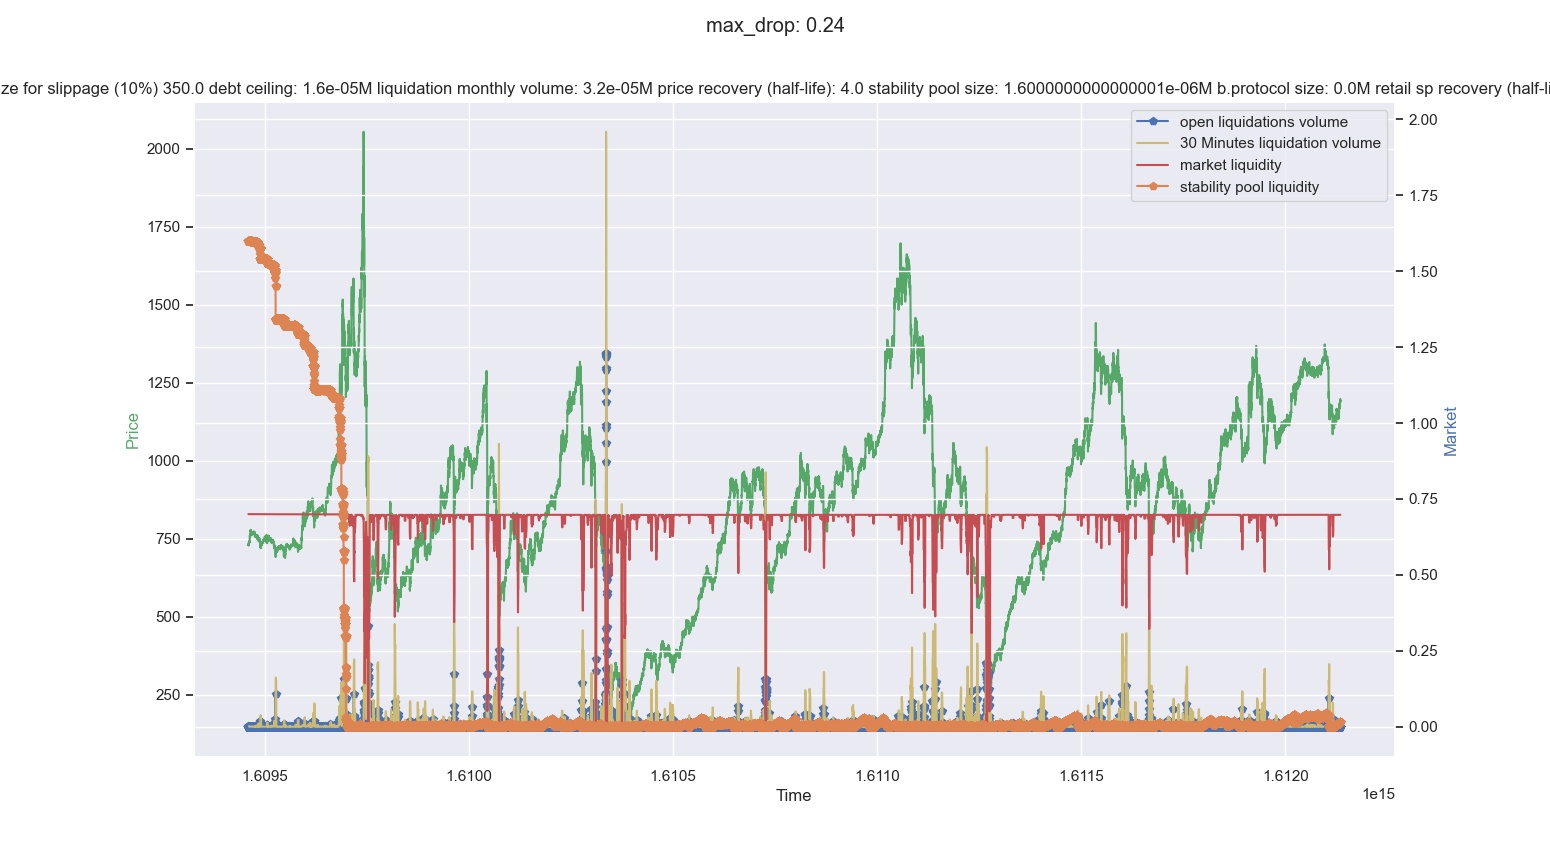 max_drop: 0.24
ze for slippage (10%) 350.0 debt ceiling: 1.6e-05M liquidation monthly volume: 3.2e-05M price recovery (half-life): 4.0 stability pool size: 1.6000000000000001e-06M b.protocol size: 0.0M retail sp recovery (half-li
open liquidations volume
30 Minutes liquidation volume
market liquidity
stability pool liquidity
2000
1750
1500
1250
1000
750
500
250
Price
2.00
1.75
1.50
1.25
1.00
0.75
0.50
0.25
0.00
Market
1.6095
1.6100
1.6105
1.6110
1.6115
1.6120
Time
1e15